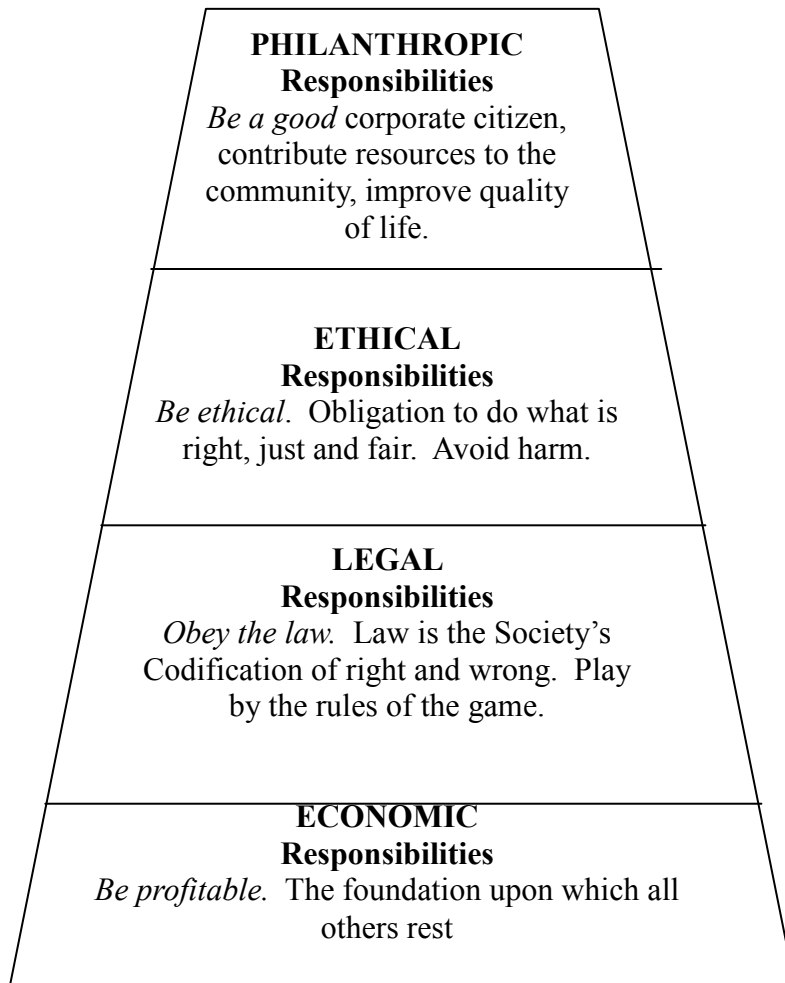 PHILANTHROPIC
Responsibilities
Be a good corporate citizen,
contribute resources to the
community, improve quality
of life.
ETHICAL
Responsibilities
Be ethical.  Obligation to do what is
right, just and fair.  Avoid harm.
LEGAL
Responsibilities
Obey the law.  Law is the Society’s
Codification of right and wrong.  Play
by the rules of the game.
ECONOMIC
Responsibilities
Be profitable.  The foundation upon which all
others rest